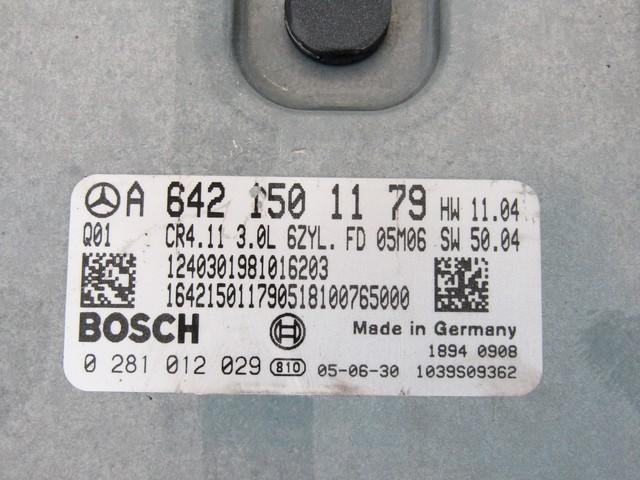 A 642 150 11 79 HW 11.04
Q01 CR4.11 3.0L 6ZYL. FD 05M06 SW 50.04
1240301981016203
164215011790518100765000
BOSCH Made in Germany
1894 0908
0 281 012 029 810 05-06-30 1039S09362